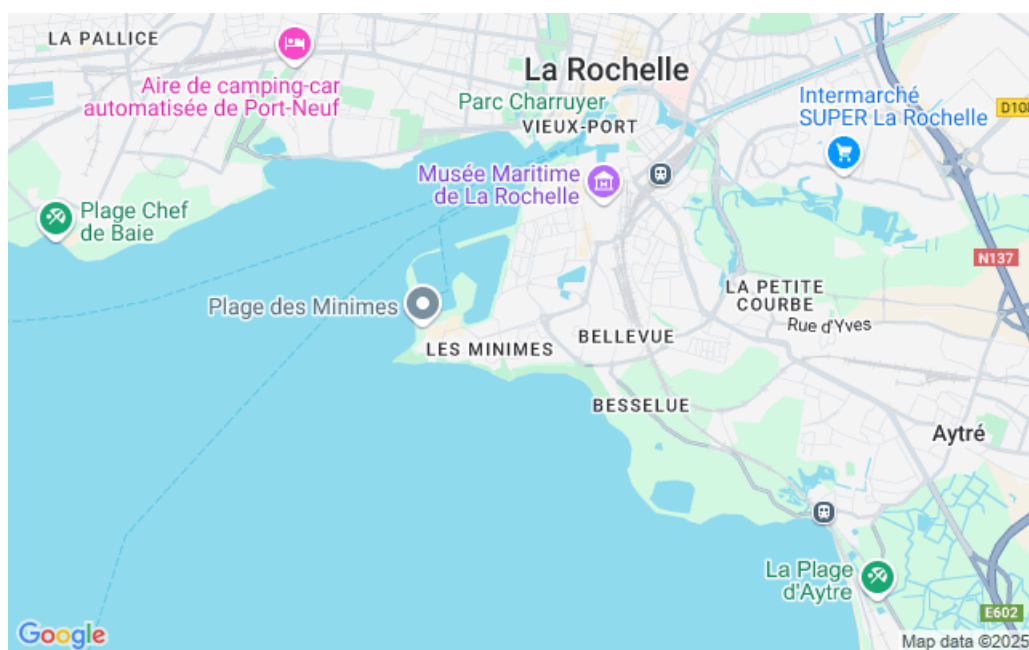 LA PALLICE
Aire de camping-car
automatisée de Port-Neuf
La Rochelle
Parc Charruyer
VIEUX-PORT
Intermarché
SUPER La Rochelle
Musée Maritime
de La Rochelle
Plage Chef
de Baie
N137
LA PETITE
COURBE
Plage des Minimes
Rue d'Yves
BELLEVUE
LES MINIMES
BESSELUE
Aytré
La Plage
d'Aytre
E602
Google
Map data ©2025